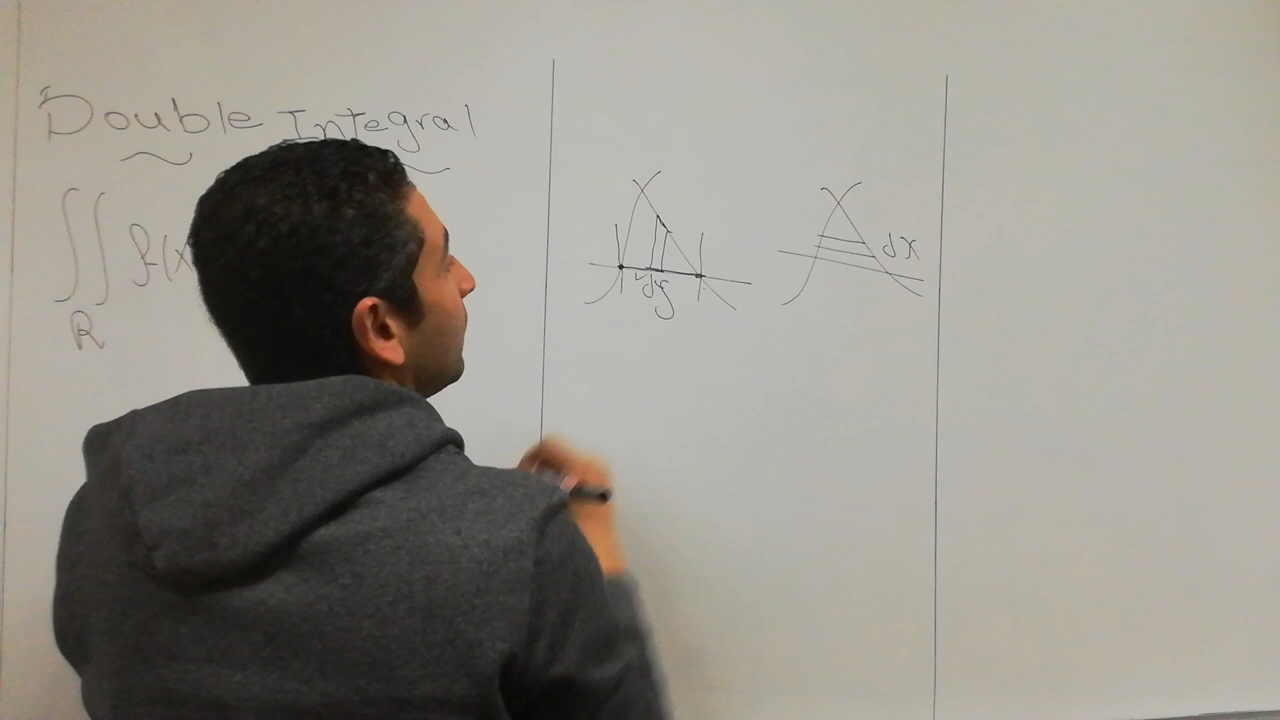 Double Integral
∬ f(x
R
dy
dx